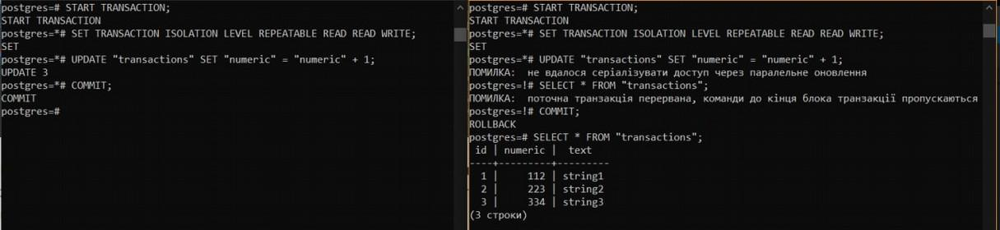 postgres=# START TRANSACTION;
START TRANSACTION
postgres=*# SET TRANSACTION ISOLATION LEVEL REPEATABLE READ READ WRITE;
SET
postgres=*# UPDATE "transactions" SET "numeric" = "numeric" + 1;
UPDATE 3
postgres=*# COMMIT;
COMMIT
postgres=#
postgres=# START TRANSACTION;
START TRANSACTION
postgres=*# SET TRANSACTION ISOLATION LEVEL REPEATABLE READ READ WRITE;
SET
postgres=*# UPDATE "transactions" SET "numeric" = "numeric" + 1;
ПОМИЛКА:  не вдалося серіалізувати доступ через паралельне оновлення
postgres=!# SELECT * FROM "transactions";
ПОМИЛКА:  поточна транзакція перервана, команди до кінця блока транзакції пропускаються
postgres=!# COMMIT;
ROLLBACK
postgres=# SELECT * FROM "transactions";
 id | numeric |  text
----+---------+---------
  1 |     112 | string1
  2 |     223 | string2
  3 |     334 | string3
(3 строки)